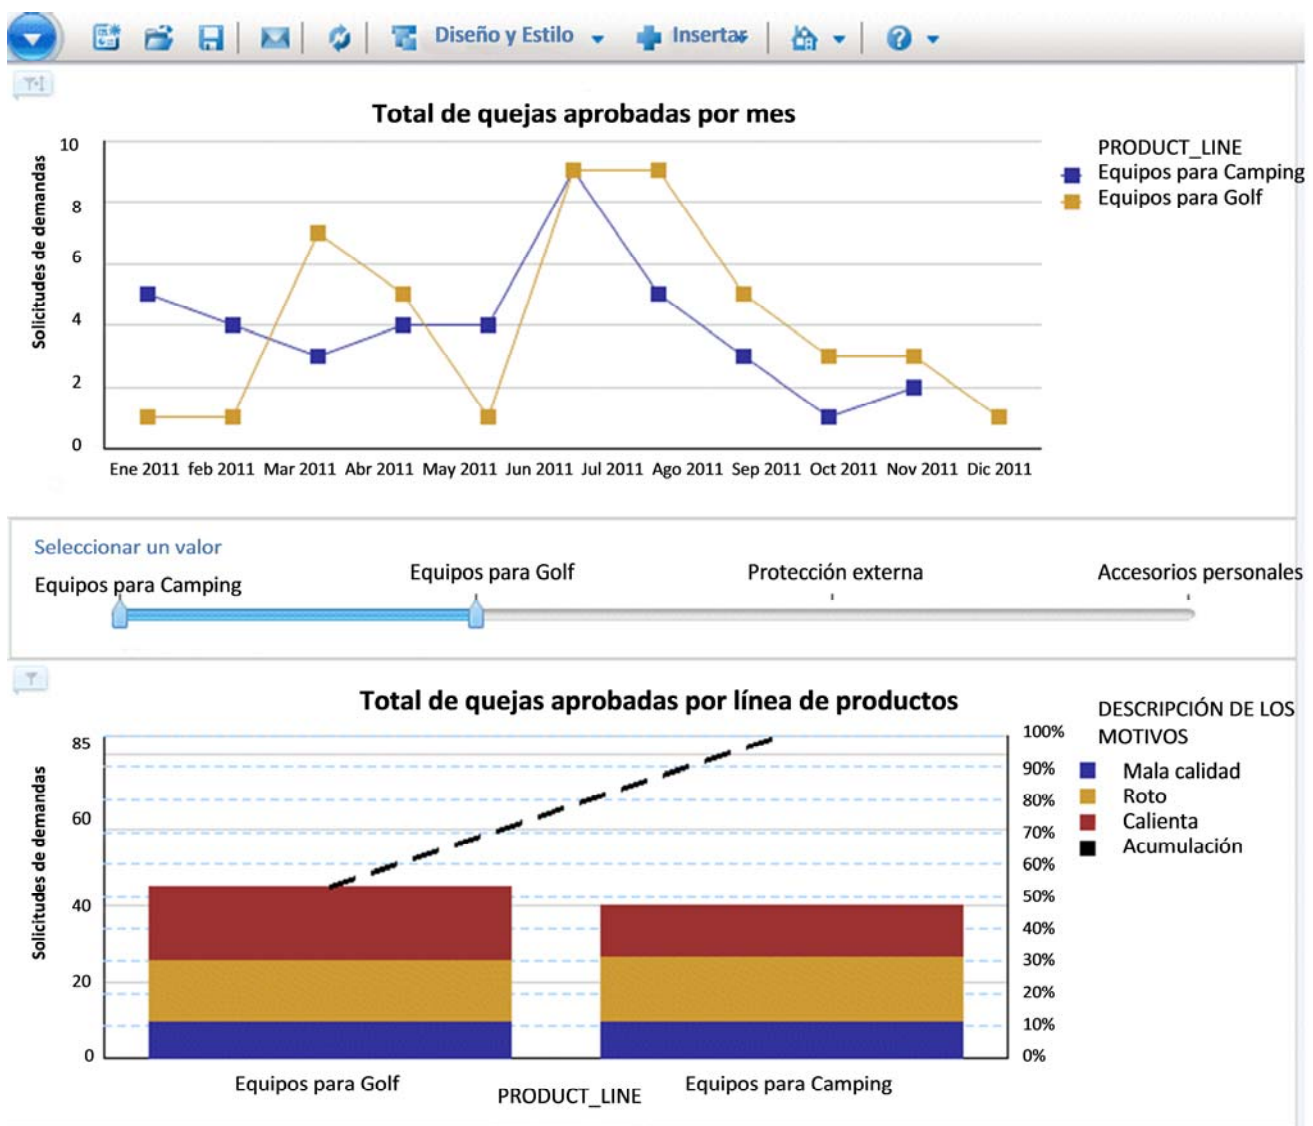 Diseño y Estilo Insertar
Total de quejas aprobadas por mes
Solicitudes de demandas
10
8
6
4
2
0
Ene 2011 feb 2011 Mar 2011 Abr 2011 May 2011 Jun 2011 Jul 2011 Ago 2011 Sep 2011 Oct 2011 Nov 2011 Dic 2011
PRODUCT_LINE
Equipos para Camping
Equipos para Golf
Seleccionar un valor
Equipos para Camping Equipos para Golf Protección externa Accesorios personales
Total de quejas aprobadas por línea de productos
Solicitudes de demandas
85
60
40
20
0
100%
90%
80%
70%
60%
50%
40%
30%
20%
10%
0%
Equipos para Golf Equipos para Camping
PRODUCT_LINE
DESCRIPCIÓN DE LOS
MOTIVOS
Mala calidad
Roto
Calienta
Acumulación